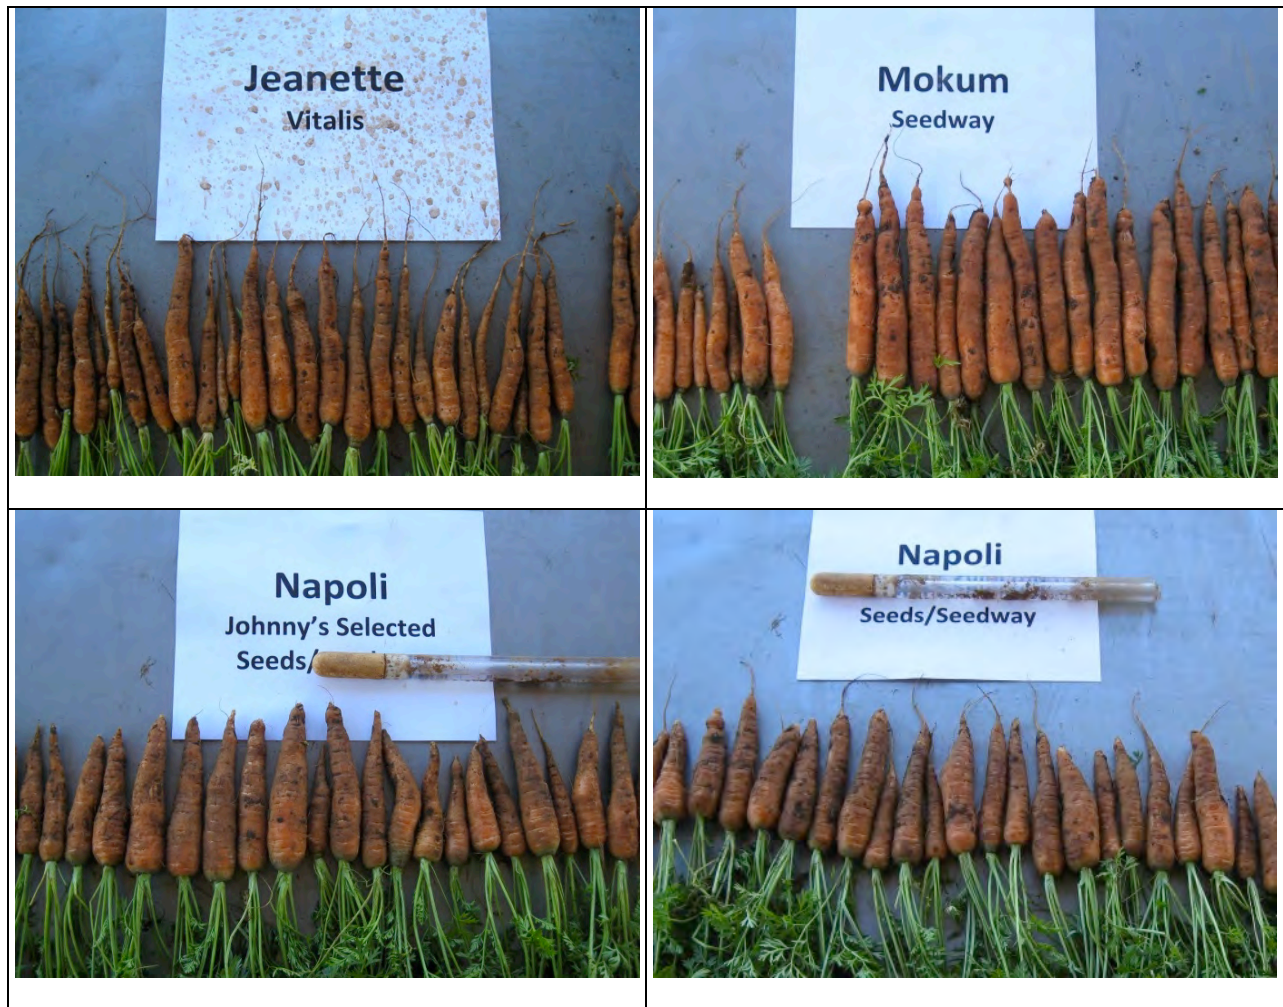 Jeanette
Vitalis
Mokum
Seedway
Napoli
Johnny's Selected
Seeds/
Napoli
Seeds/Seedway